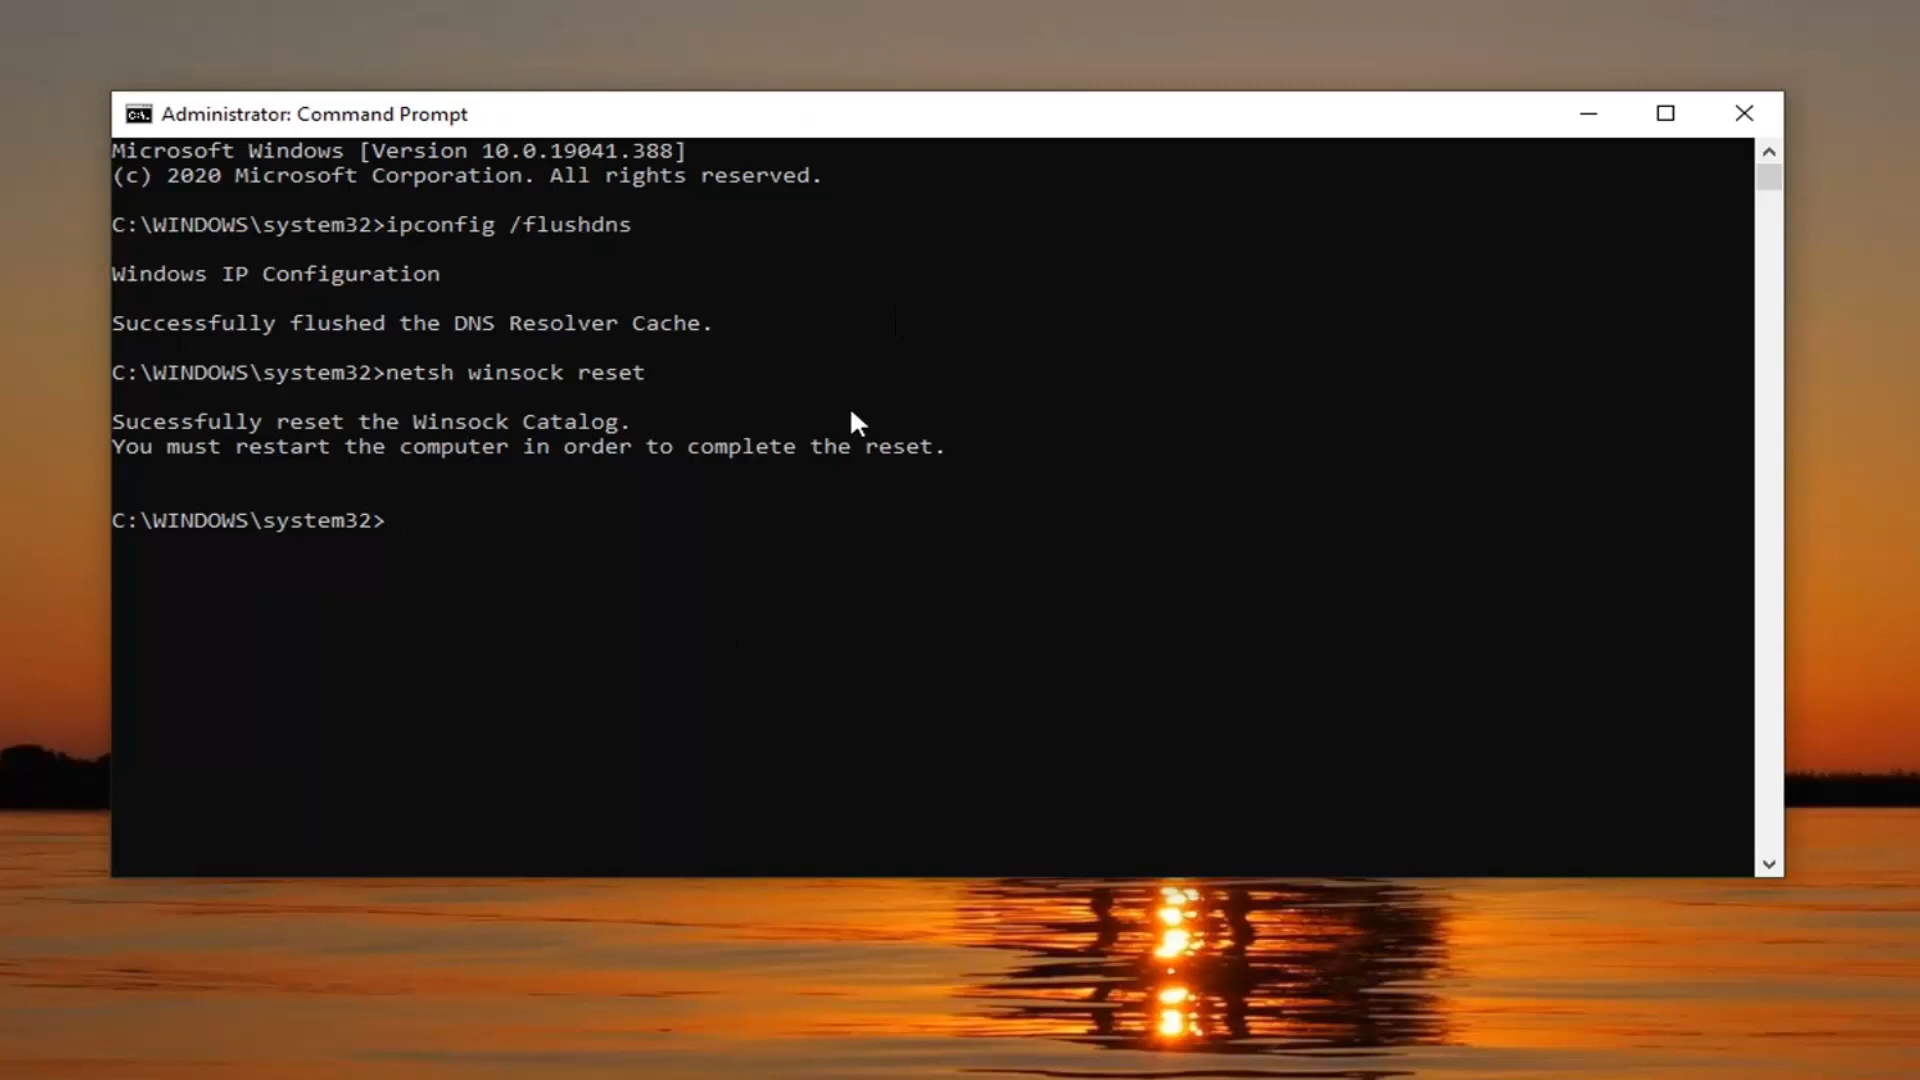 Administrator: Command Prompt
Microsoft Windows [Version 10.0.19041.388]
(c) 2020 Microsoft Corporation. All rights reserved.
C:\WINDOWS\system32>ipconfig /flushdns
Windows IP Configuration
Successfully flushed the DNS Resolver Cache.
C:\WINDOWS\system32>netsh winsock reset
Sucessfully reset the Winsock Catalog.
You must restart the computer in order to complete the reset.
C:\WINDOWS\system32>